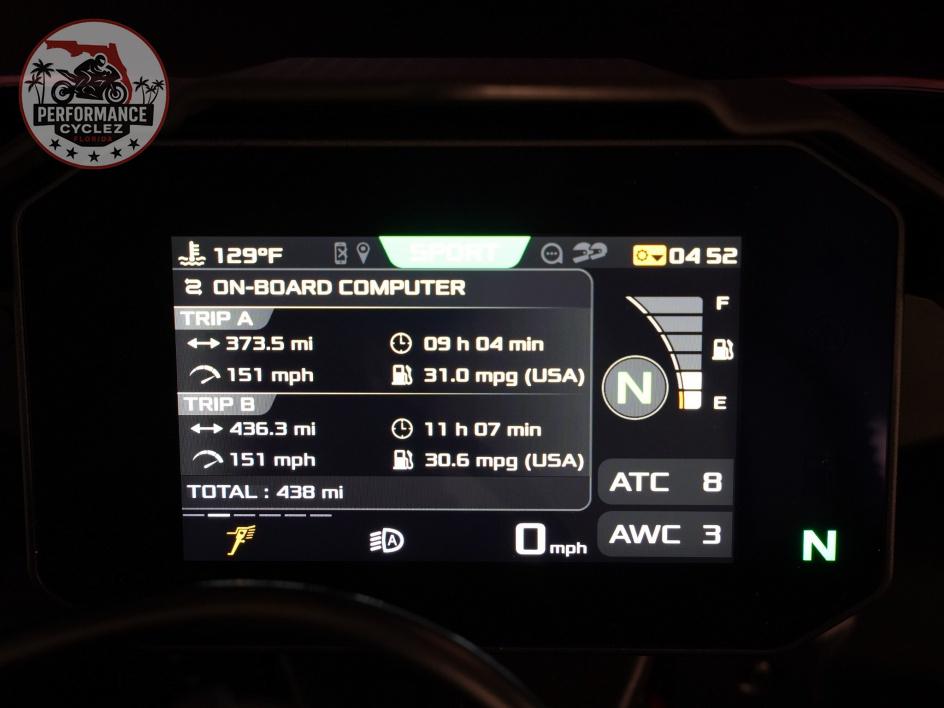 PERFORMANCE
CYCLEZ
FLORIDA
129°F
SPORT
04 52
ON-BOARD COMPUTER
TRIP A
373.5 mi
09 h 04 min
151 mph
31.0 mpg (USA)
TRIP B
436.3 mi
11 h 07 min
151 mph
30.6 mpg (USA)
TOTAL : 438 mi
F
N
E
ATC 8
AWC 3
A
0 mph
N